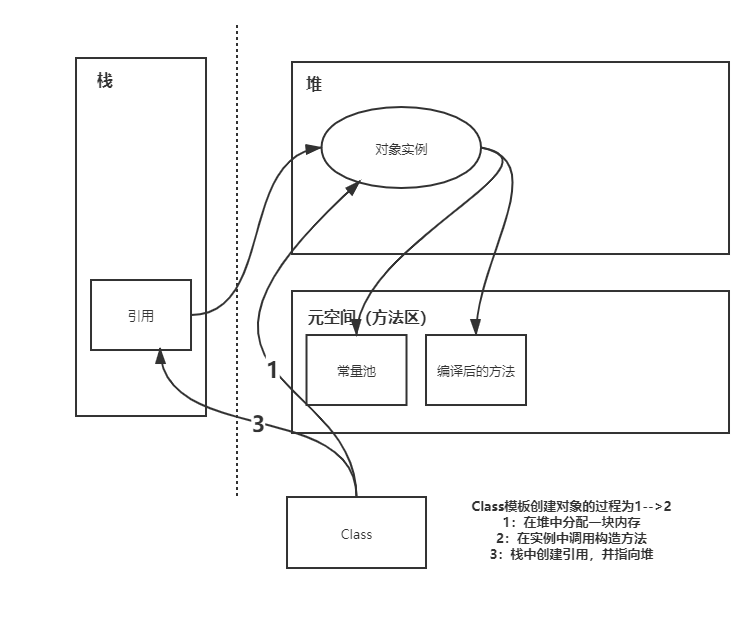 栈
堆
对象实例
引用
元空间（方法区）
常量池
编译后的方法
1
3
Class
Class模板创建对象的过程为1-->2
1：在堆中分配一块内存
2：在实例中调用构造方法
3：栈中创建引用，并指向堆